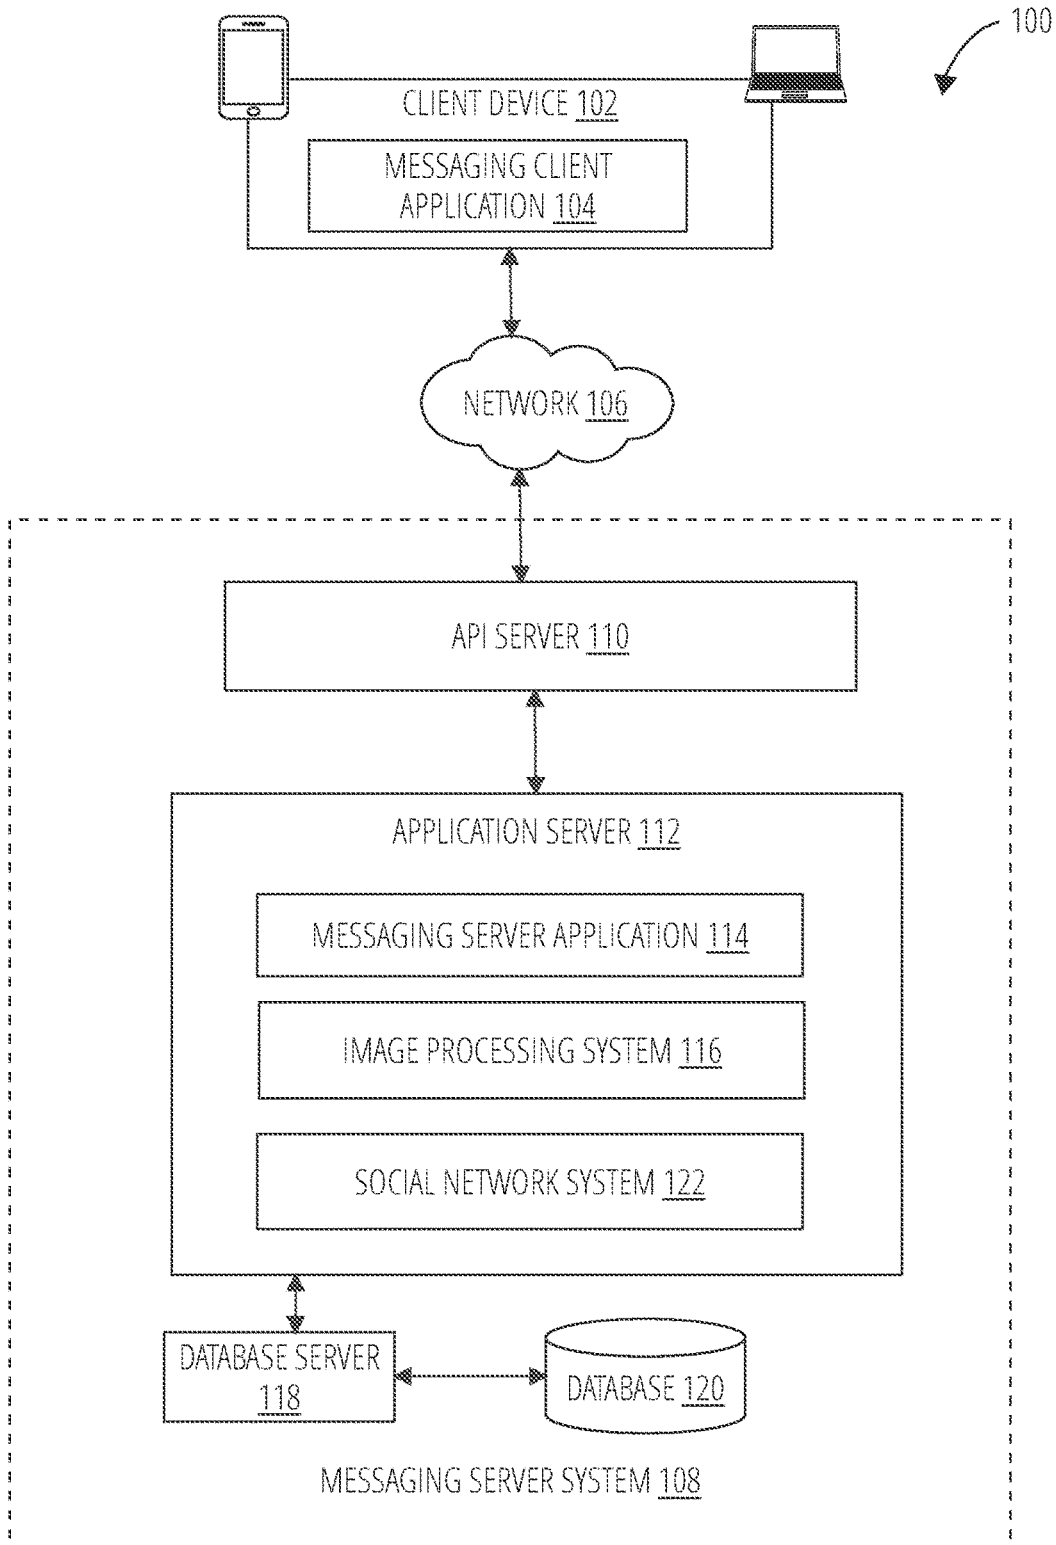 100
CLIENT DEVICE 102
MESSAGING CLIENT
APPLICATION 104
NETWORK 106
API SERVER 110
APPLICATION SERVER 112
MESSAGING SERVER APPLICATION 114
IMAGE PROCESSING SYSTEM 116
SOCIAL NETWORK SYSTEM 122
DATABASE SERVER
118
DATABASE 120
MESSAGING SERVER SYSTEM 108